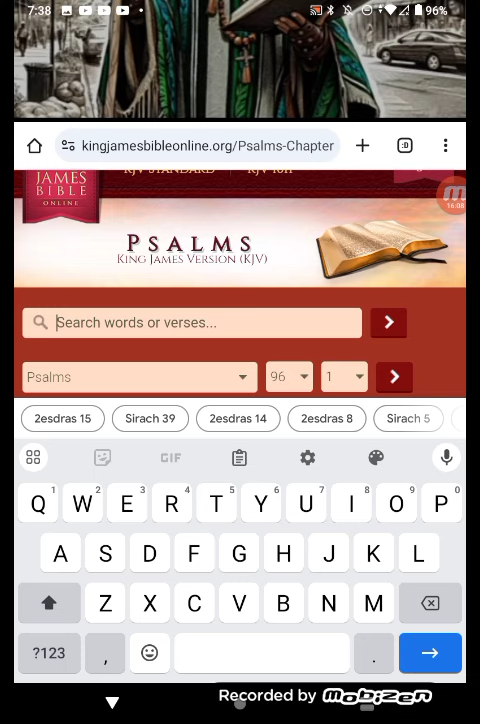 7:38 96%
kingjamesbibleonline.org/Psalms-Chapter :D
KJV STANDARD KJV 1611
JAMES
BIBLE
ONLINE
16:08
PSALMS
KING JAMES VERSION (KJV)
Search words or verses...
Psalms 96 1
2esdras 15 Sirach 39 2esdras 14 2esdras 8 Sirach 5
GIF
1 2 3 4 5 6 7 8 9 0
Q W E R T Y U I O P
A S D F G H J K L
Z X C V B N M
?123 , .
Recorded by mobizen